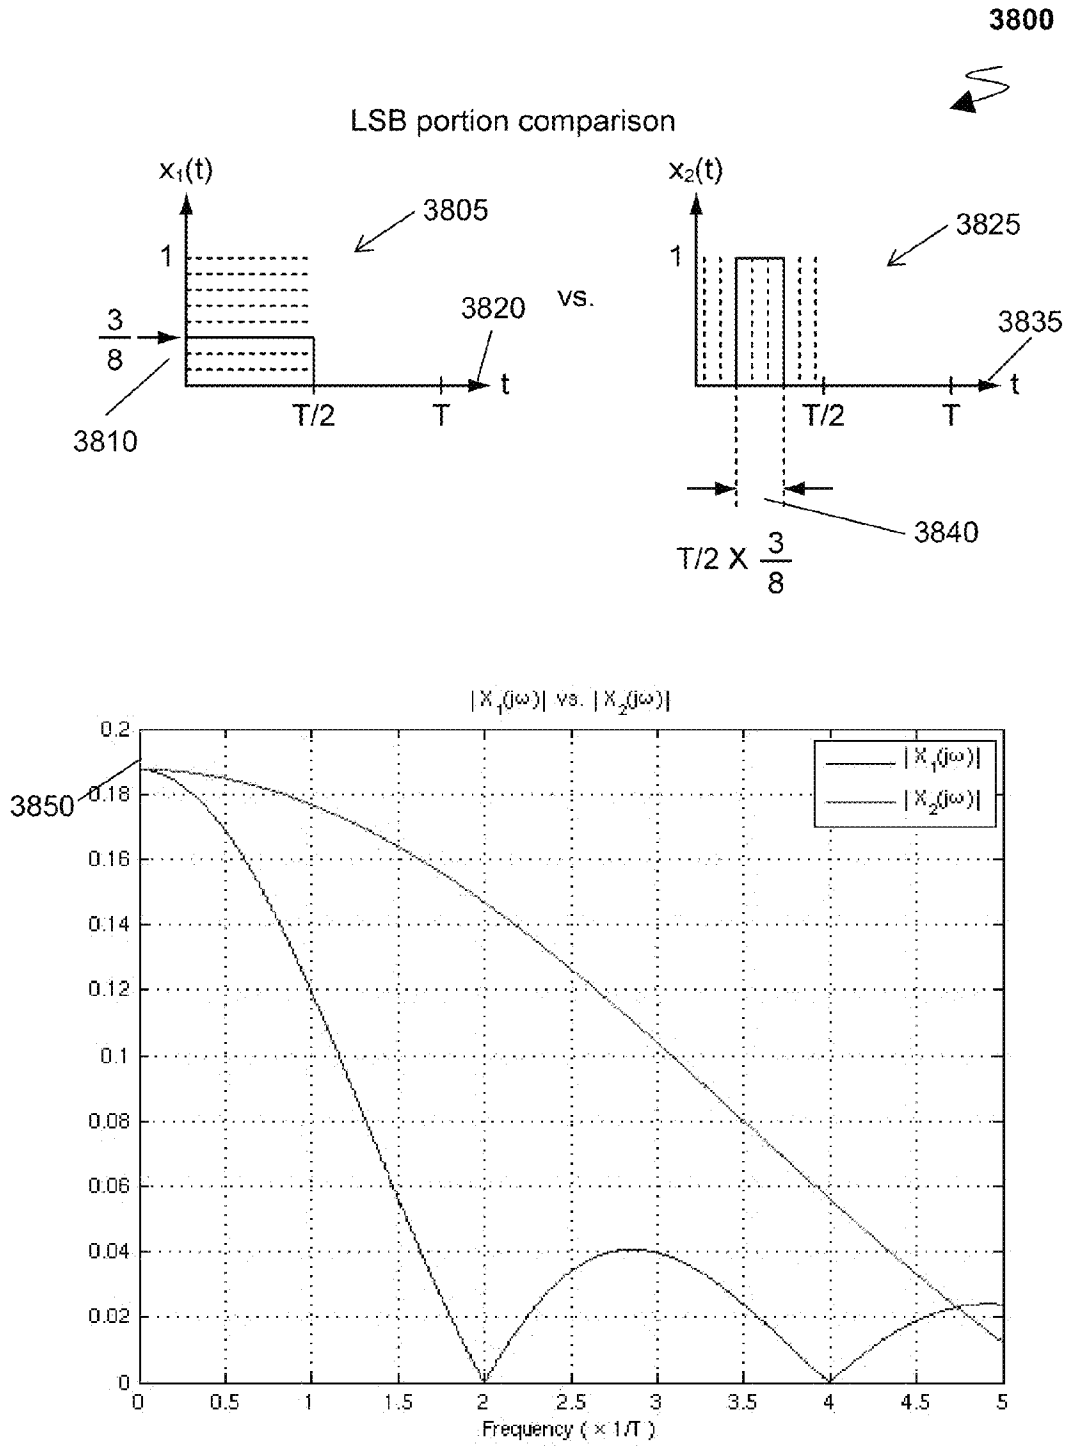 3800
LSB portion comparison
x₁(t)
3805
1
3
8
3810
3820
t
T/2
T
vs.
x₂(t)
3825
1
3835
t
T/2
T
3840
T/2 X 3
8
|X₁(jω)| vs. |X₂(jω)|
3850
0.2
0.18
0.16
0.14
0.12
0.1
0.08
0.06
0.04
0.02
0
|X₁(jω)|
|X₂(jω)|
0 0.5 1 1.5 2 2.5 3 3.5 4 4.5 5
Frequency ( × 1/T )